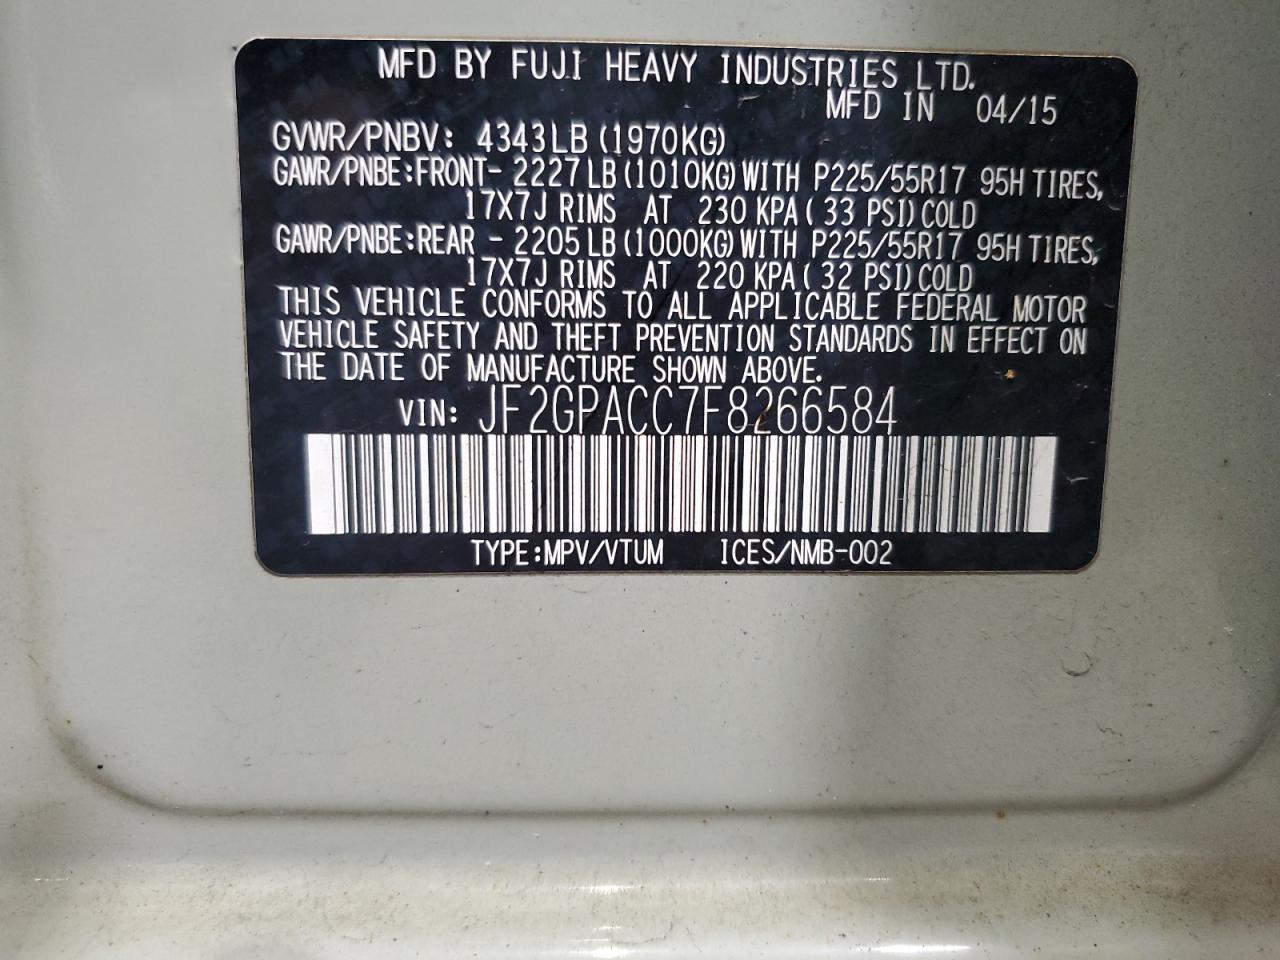 MFD BY FUJI HEAVY INDUSTRIES LTD.
MFD IN 04/15
GVWR/PNBV: 4343LB (1970KG)
GAWR/PNBE:FRONT- 2227LB (1010KG) WITH P225/55R17 95H TIRES,
17X7J RIMS AT 230 KPA ( 33 PSI) COLD
GAWR/PNBE:REAR - 2205LB (1000KG) WITH P225/55R17 95H TIRES,
17X7J RIMS AT 220 KPA ( 32 PSI) COLD
THIS VEHICLE CONFORMS TO ALL APPLICABLE FEDERAL MOTOR
VEHICLE SAFETY AND THEFT PREVENTION STANDARDS IN EFFECT ON
THE DATE OF MANUFACTURE SHOWN ABOVE.
VIN: JF2GPACC7F8266584
TYPE:MPV/VTUM ICES/NMB-002